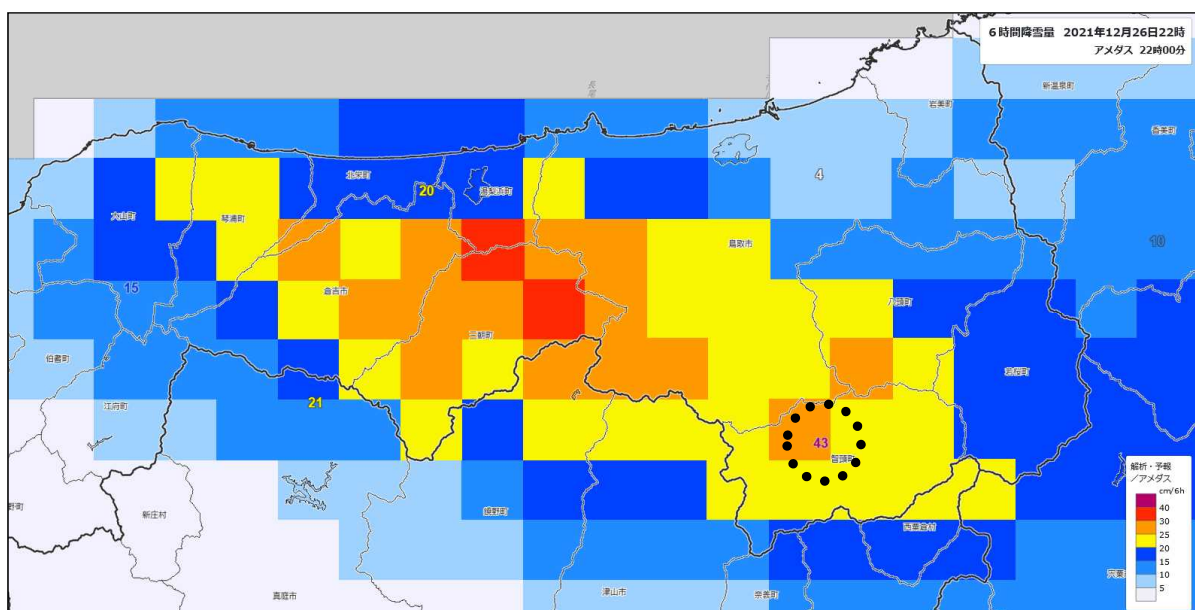 6時間降雪量 2021年12月26日22時
アメダス 22時00分
新温泉町
岩美町
香美町
4
北栄町
20
湯梨浜町
大山町
琴浦町
鳥取市
10
15
倉吉市
八頭町
三朝町
伯耆町
若桜町
江府町
21
43
智頭町
解析・予報
/アメダス
cm/6h
40
30
25
20
15
10
5
野町
新庄村
鏡野町
西粟倉村
真庭市
津山市
奈義町